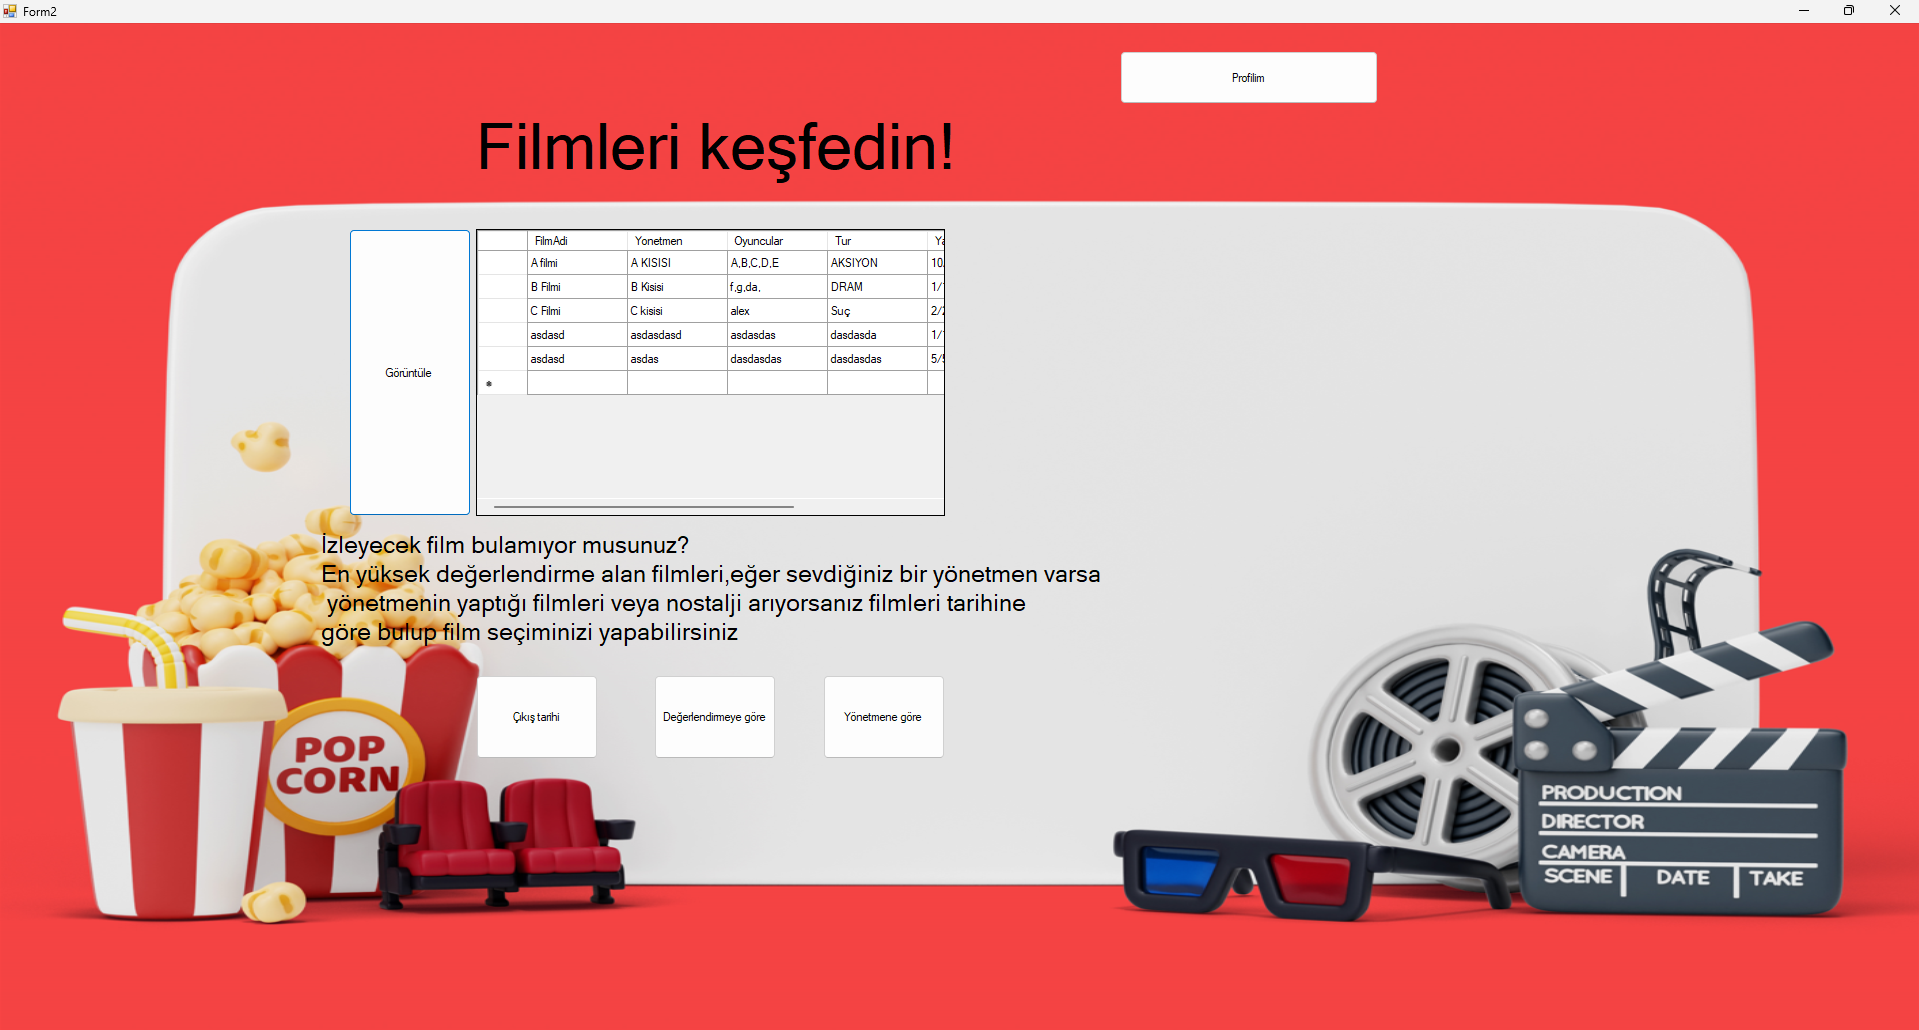 Form2
Profilim
Filmleri keşfedin!
Görüntüle
FilmAdi Yonetmen Oyuncular Tur
A filmi A KISISI A,B,C,D,E AKSIYON 10
B Filmi B Kisisi f,g,da, DRAM 1/
C Filmi C kisisi alex Suç 2/
asdasd asdasdasd asdasdas dasdasda 1/
asdasd asdas dasdasdas dasdasdas 5/
İzleyecek film bulamıyor musunuz?
En yüksek değerlendirme alan filmleri,eğer sevdiğiniz bir yönetmen varsa
yönetmenin yaptığı filmleri veya nostalji arıyorsanız filmleri tarihine
göre bulup film seçiminizi yapabilirsiniz
Çıkış tarihi
Değerlendirmeye göre
Yönetmene göre
POP
CORN
PRODUCTION
DIRECTOR
CAMERA
SCENE DATE TAKE